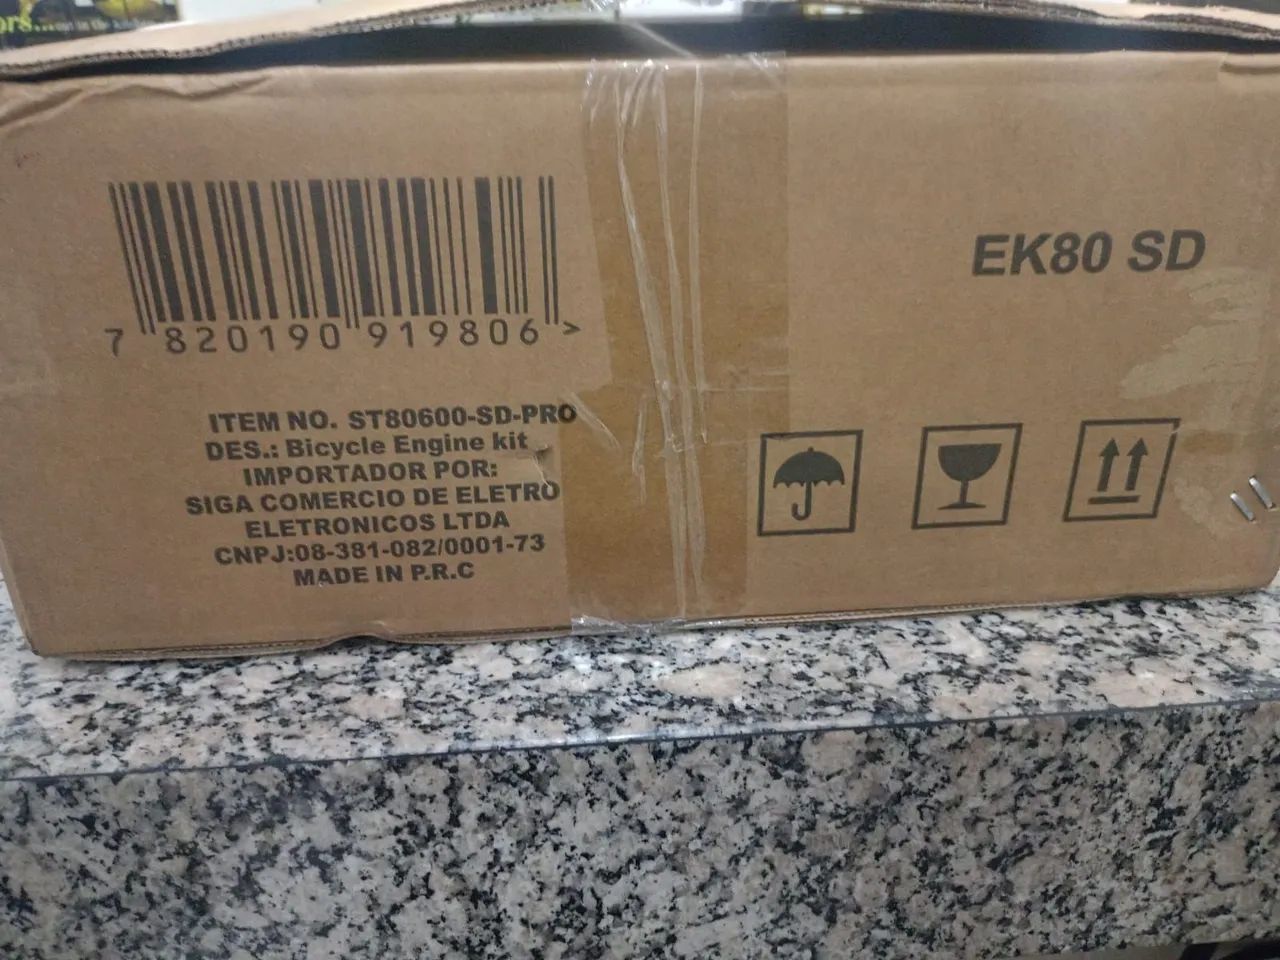 ors...
7 820190 919806 >
EK80 SD
ITEM NO. ST80600-SD-PRO
DES.: Bicycle Engine kit
IMPORTADOR POR:
SIGA COMERCIO DE ELETRO
ELETRONICOS LTDA
CNPJ:08-381-082/0001-73
MADE IN P.R.C